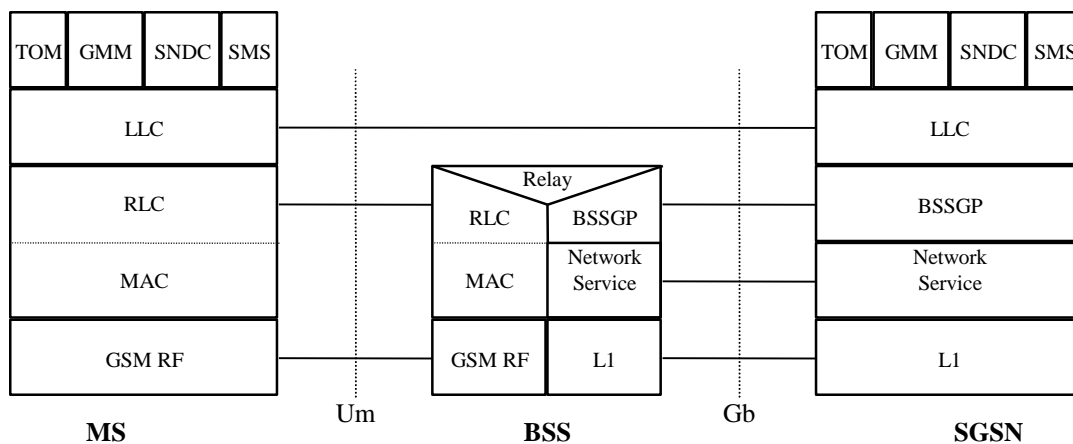 TOM GMM SNDC SMS TOM GMM SNDC SMS
LLC LLC
Relay
RLC RLC BSSGP BSSGP
MAC MAC Network Service Network Service
GSM RF GSM RF L1 L1
Um Gb
MS BSS SGSN